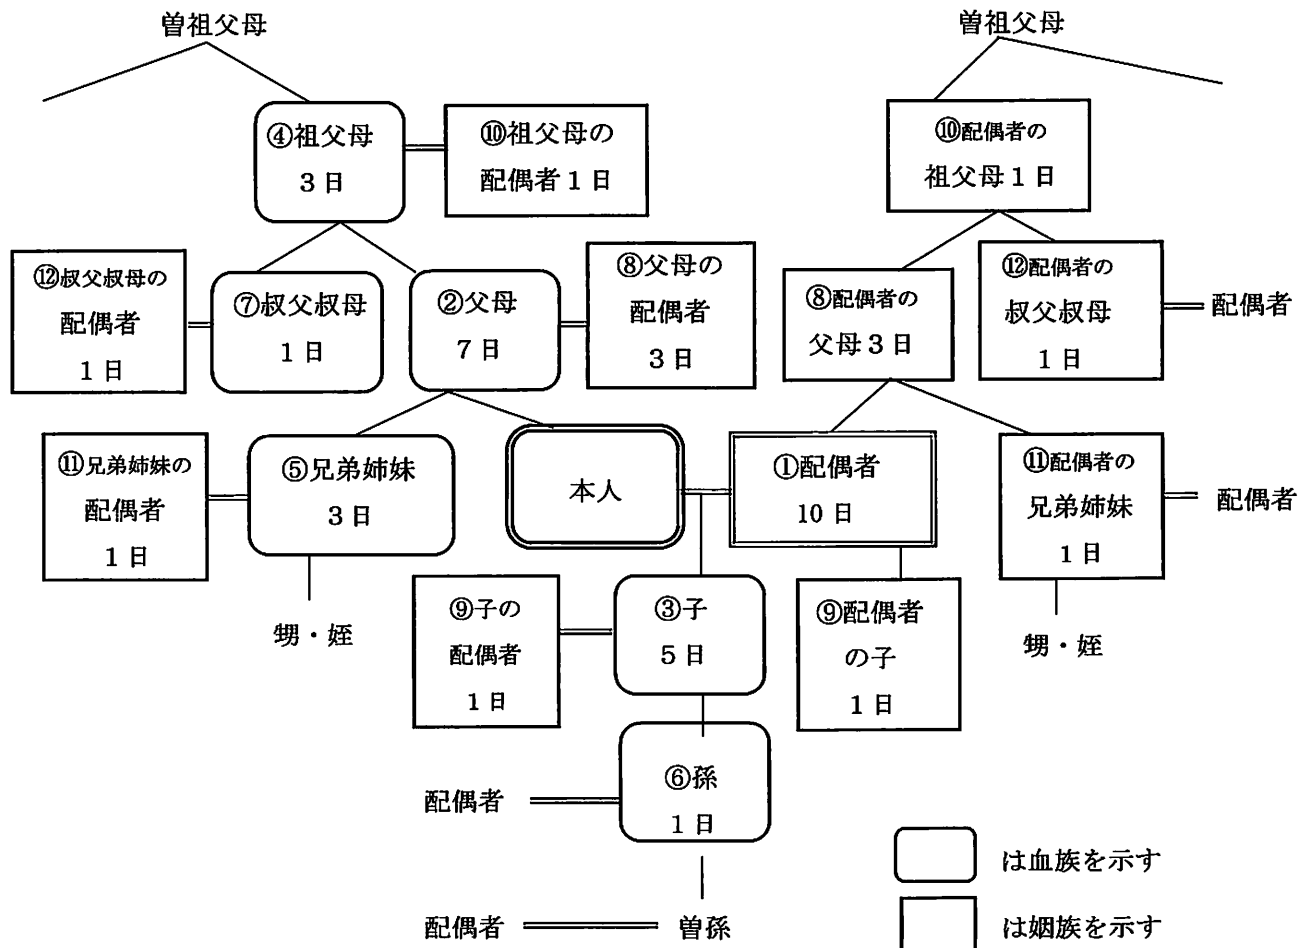 曽祖父母
曽祖父母
④祖父母
3日
⑩祖父母の
配偶者1日
⑩配偶者の
祖父母1日
⑫叔父叔母の
配偶者
1日
⑦叔父叔母
1日
②父母
7日
⑧父母の
配偶者
3日
⑧配偶者の
父母3日
⑫配偶者の
叔父叔母
1日
配偶者
⑪兄弟姉妹の
配偶者
1日
⑤兄弟姉妹
3日
本人
①配偶者
10日
⑪配偶者の
兄弟姉妹
1日
配偶者
甥・姪
⑨子の
配偶者
1日
③子
5日
⑨配偶者
の子
1日
甥・姪
配偶者
⑥孫
1日
は血族を示す
配偶者
曽孫
は姻族を示す